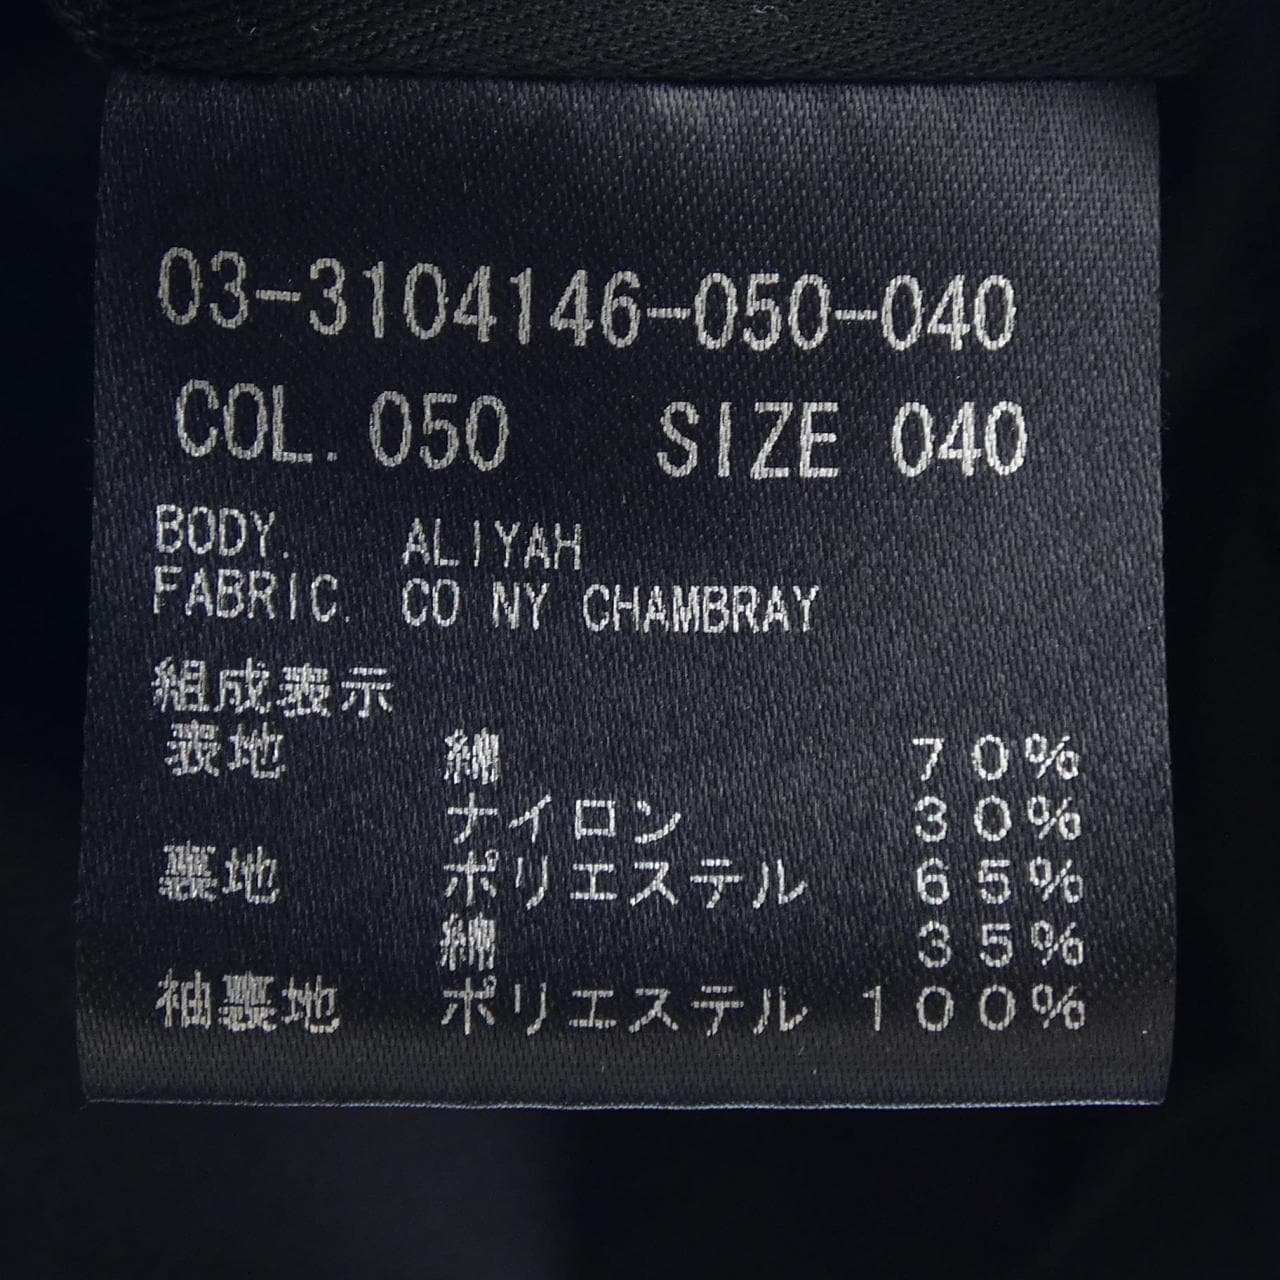 03-3104146-050-040
COL. 050 SIZE 040
BODY. ALIYAH
FABRIC. CO NY CHAMBRAY
組成表示
表地 綿 70%
ナイロン 30%
裏地 ポリエステル 65%
綿 35%
袖裏地 ポリエステル 100%